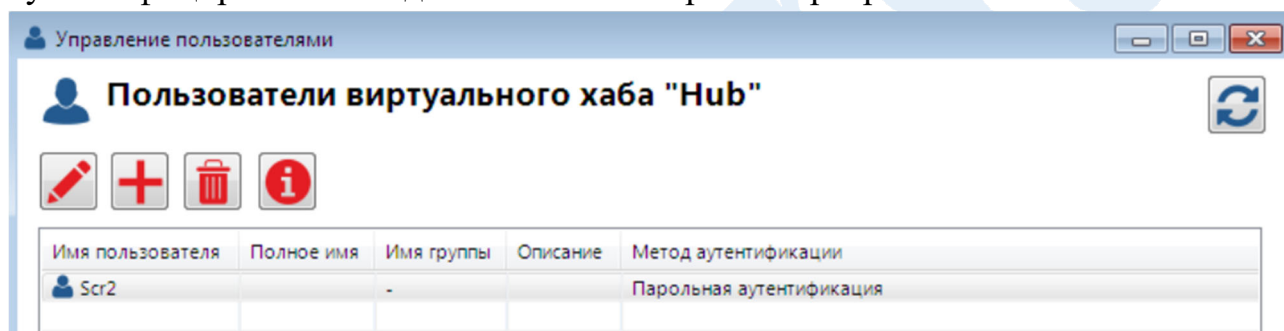 Управление пользователями
Пользователи виртуального хаба "Hub"
Имя пользователя Полное имя Имя группы Описание Метод аутентификации
Scr2 - Парольная аутентификация